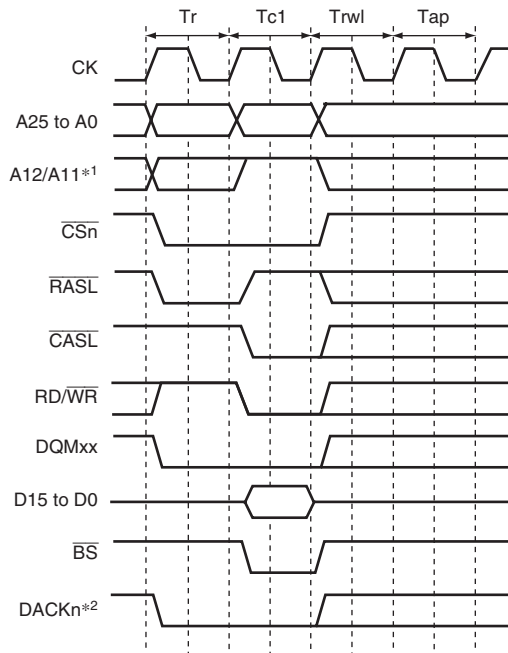 Tr Tc1 Trwl Tap
CK
A25 to A0
A12/A11*1
CSn
RASL
CASL
RD/WR
DQMxx
D15 to D0
BS
DACKn*2